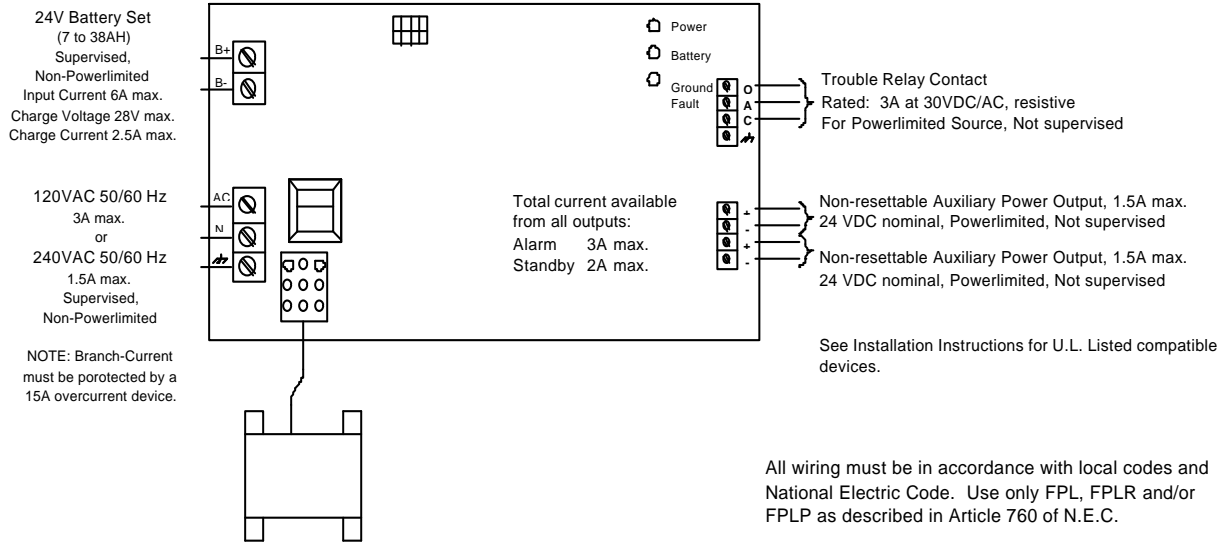 24V Battery Set
(7 to 38AH)
Supervised,
Non-Powerlimited
Input Current 6A max.
Charge Voltage 28V max.
Charge Current 2.5A max.
B+
B-
120VAC 50/60 Hz
3A max.
or
240VAC 50/60 Hz
1.5A max.
Supervised,
Non-Powerlimited
AC
N
NOTE: Branch-Current
must be porotected by a
15A overcurrent device.
Power
Battery
Ground
Fault
O
A
C
Trouble Relay Contact
Rated: 3A at 30VDC/AC, resistive
For Powerlimited Source, Not supervised
Total current available
from all outputs:
Alarm 3A max.
Standby 2A max.
+
-
+
-
Non-resettable Auxiliary Power Output, 1.5A max.
24 VDC nominal, Powerlimited, Not supervised
Non-resettable Auxiliary Power Output, 1.5A max.
24 VDC nominal, Powerlimited, Not supervised
See Installation Instructions for U.L. Listed compatible
devices.
All wiring must be in accordance with local codes and
National Electric Code. Use only FPL, FPLR and/or
FPLP as described in Article 760 of N.E.C.